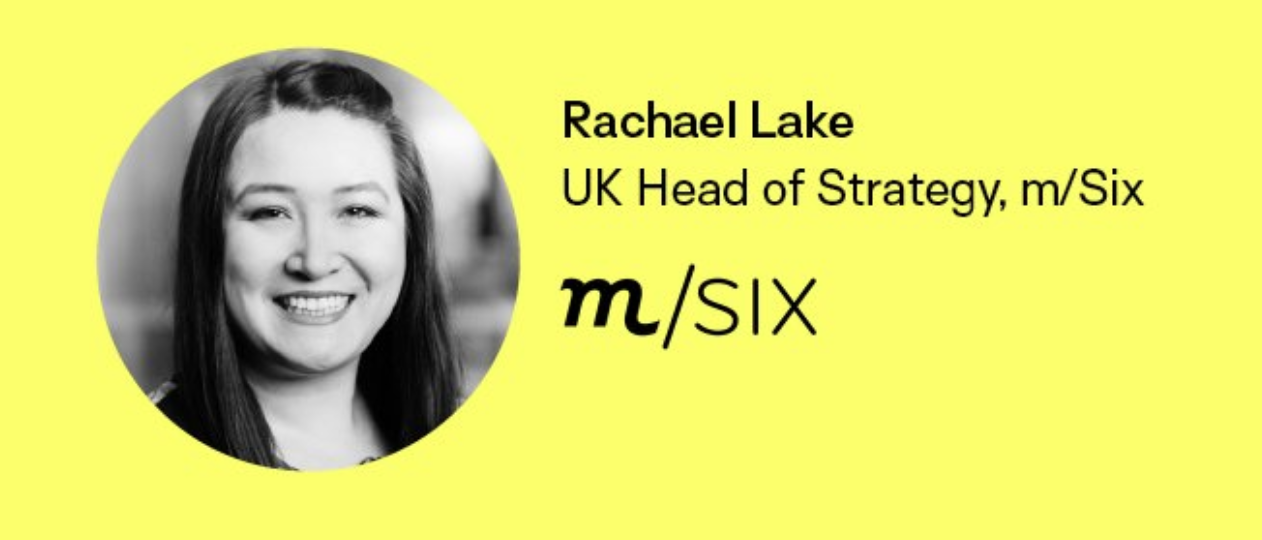 Rachael Lake
UK Head of Strategy, m/Six
m/SIX